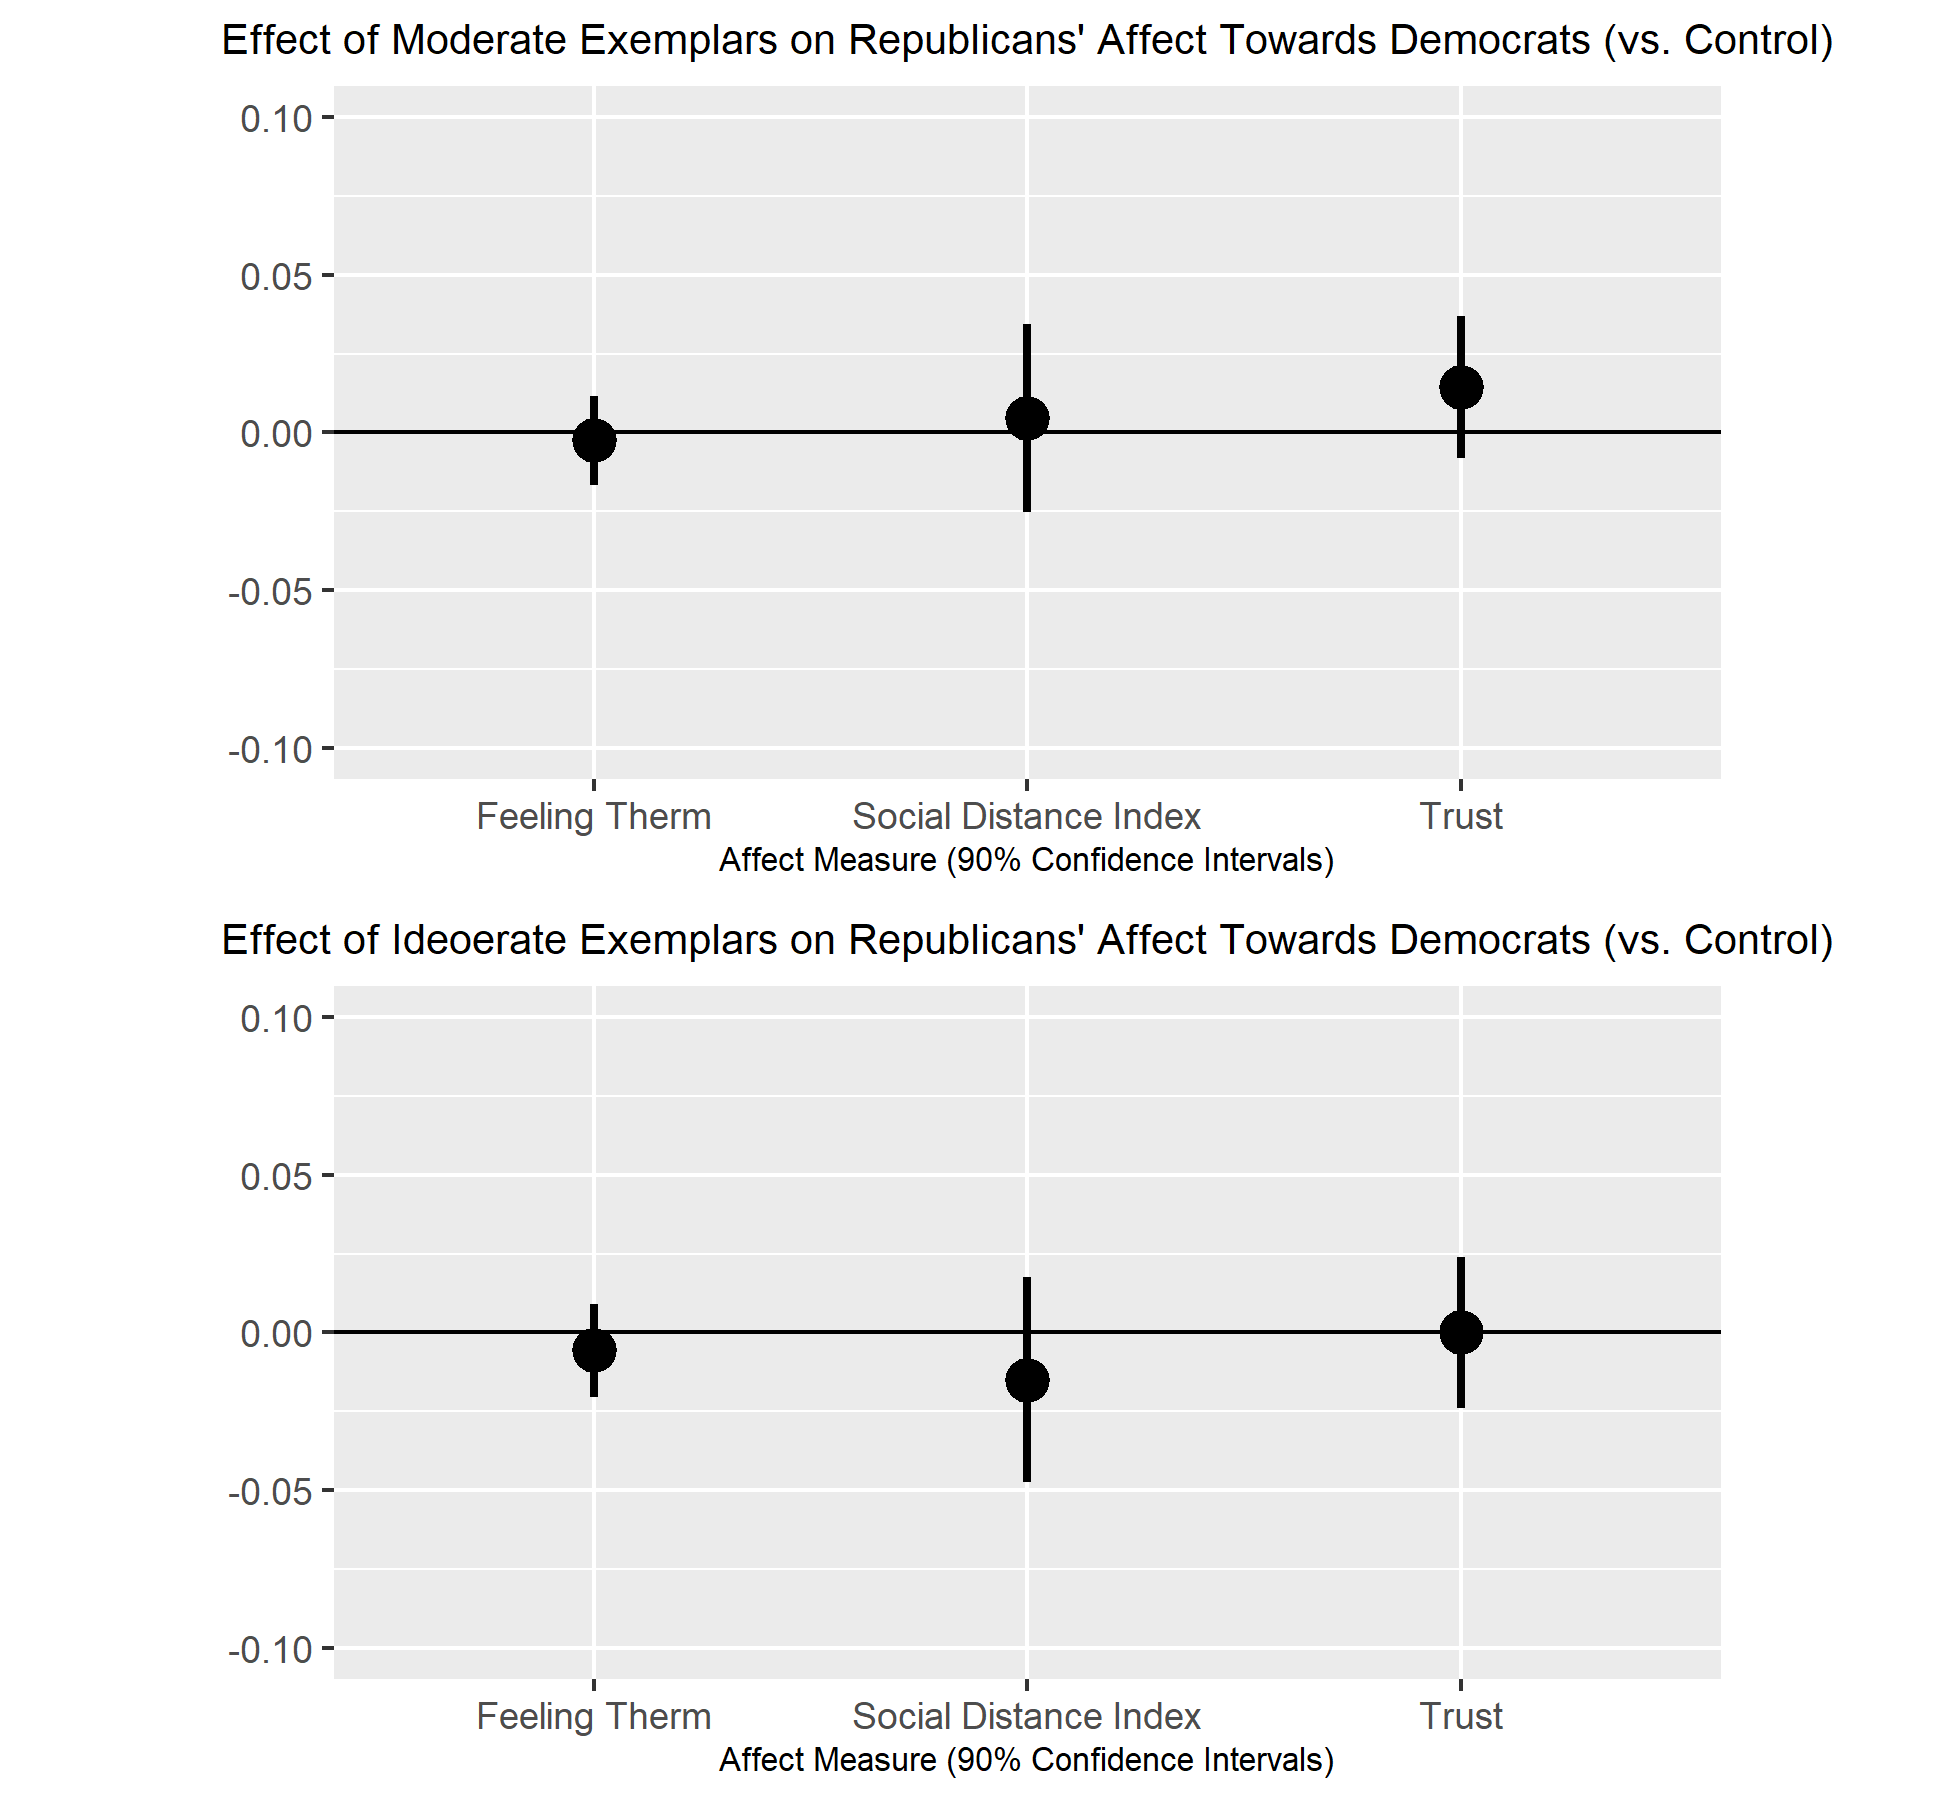 Effect of Moderate Exemplars on Republicans' Affect Towards Democrats (vs. Control)
0.10
0.05
0.00
-0.05
-0.10
Feeling Therm Social Distance Index Trust
Affect Measure (90% Confidence Intervals)
Effect of Ideoerate Exemplars on Republicans' Affect Towards Democrats (vs. Control)
0.10
0.05
0.00
-0.05
-0.10
Feeling Therm Social Distance Index Trust
Affect Measure (90% Confidence Intervals)